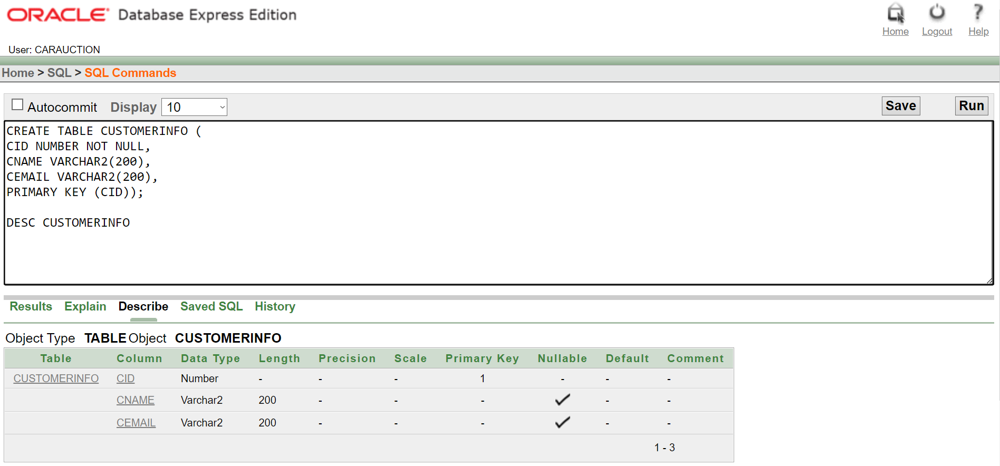 ORACLE Database Express Edition
Home Logout Help
User: CARAUCTION
Home > SQL > SQL Commands
Autocommit Display 10 Save Run
CREATE TABLE CUSTOMERINFO (
CID NUMBER NOT NULL,
CNAME VARCHAR2(200),
CEMAIL VARCHAR2(200),
PRIMARY KEY (CID));
DESC CUSTOMERINFO
Results Explain Describe Saved SQL History
Object Type TABLE Object CUSTOMERINFO
Table Column Data Type Length Precision Scale Primary Key Nullable Default Comment
CUSTOMERINFO CID Number - - - 1 - - -
CNAME Varchar2 200 - - - ✓ - -
CEMAIL Varchar2 200 - - - ✓ - -
1 - 3